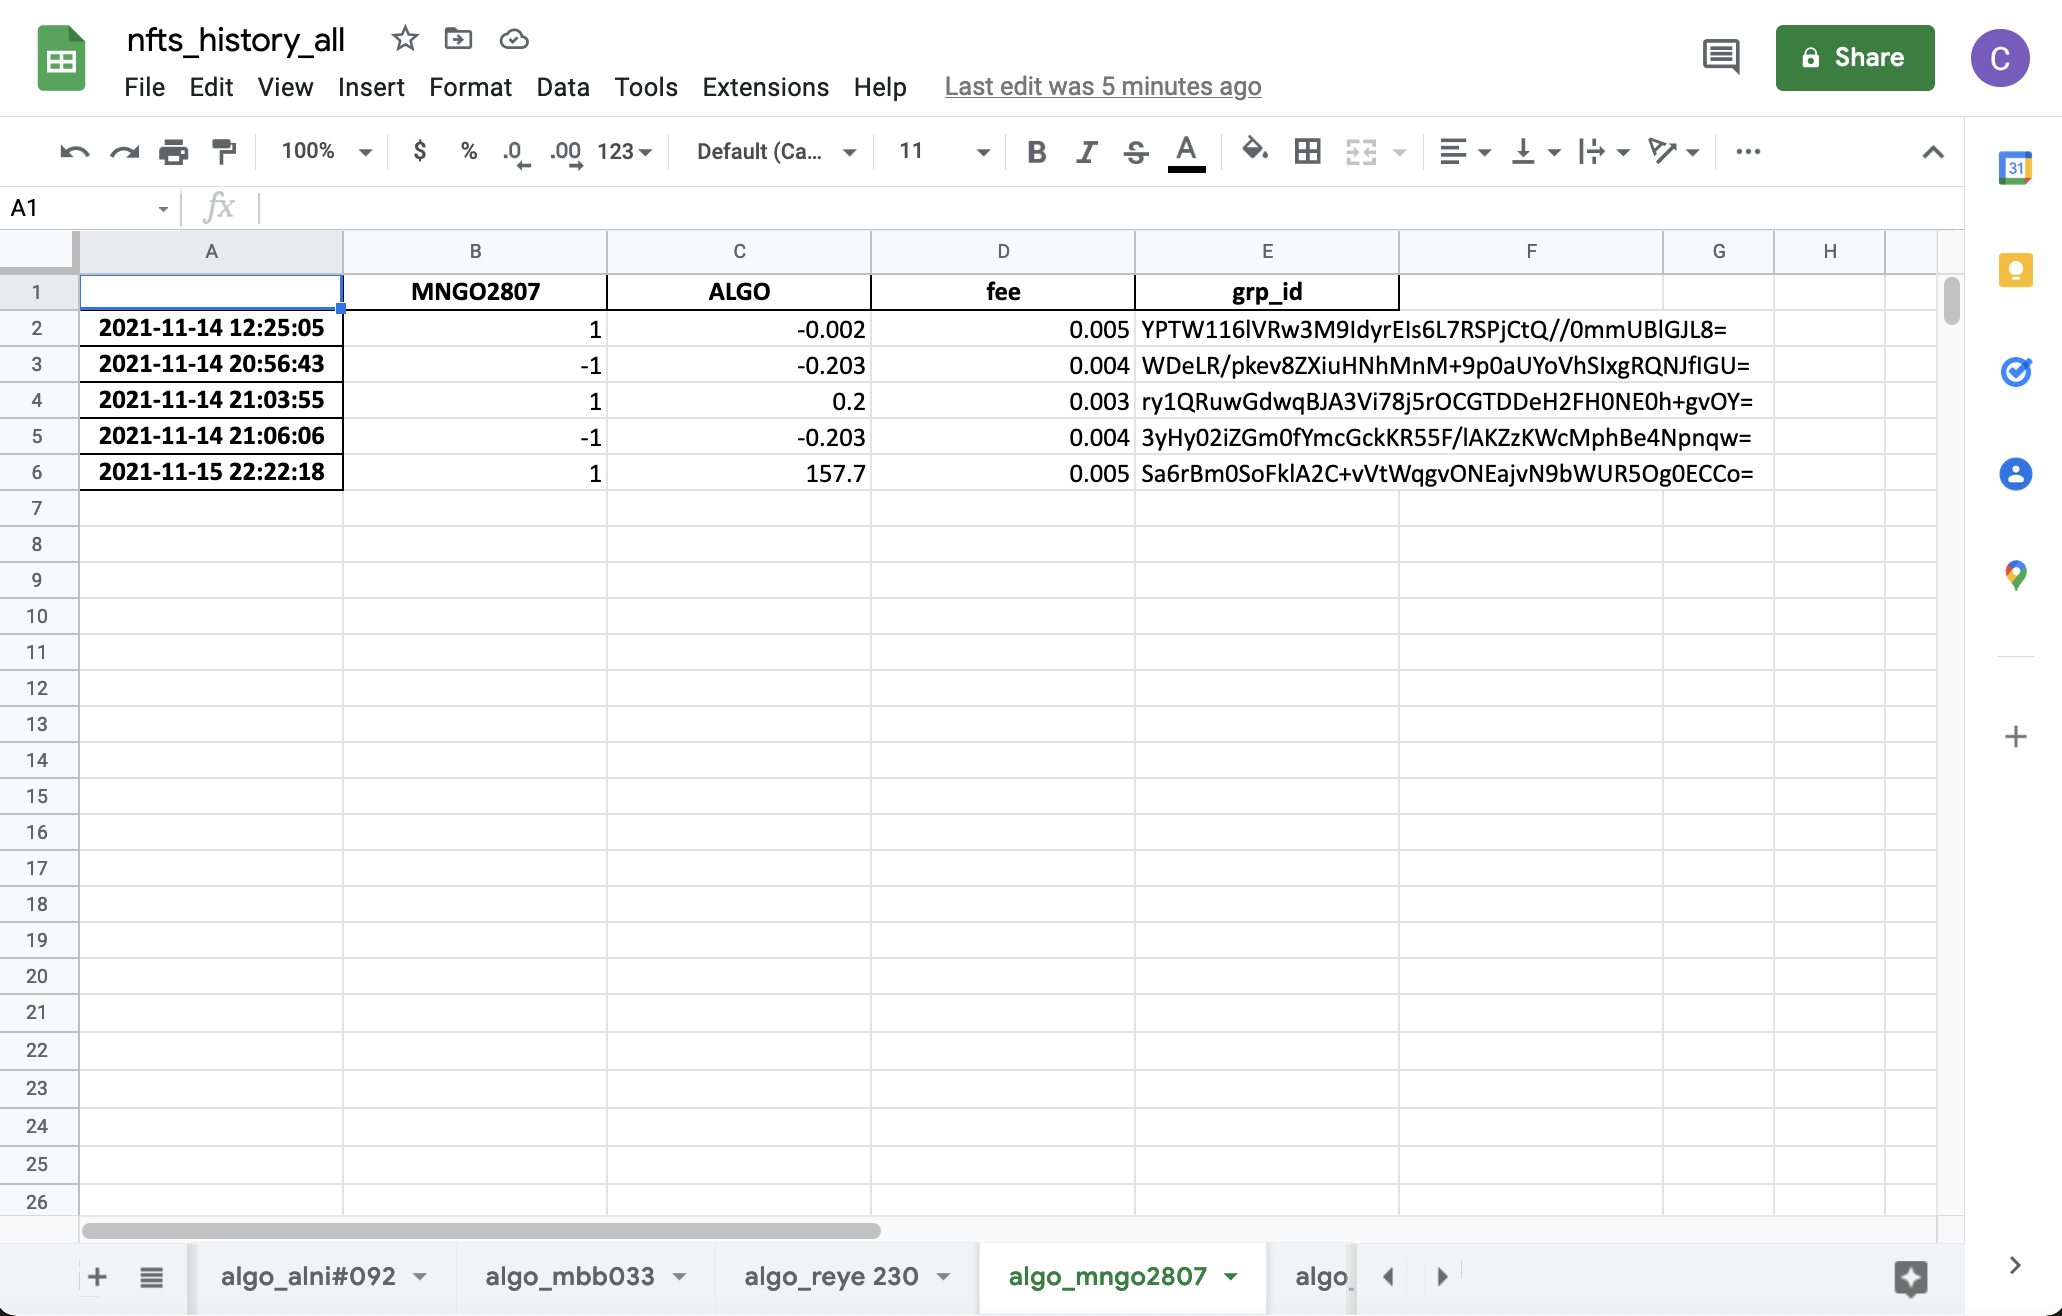 nfts_history_all
File Edit View Insert Format Data Tools Extensions Help Last edit was 5 minutes ago
Share
C
100% $ % .0 .00 123 Default (Ca... 11 B I S A
31
A1 fx
A B C D E F G H
1 MNGO2807 ALGO fee grp_id
2 2021-11-14 12:25:05 1 -0.002 0.005 YPTW116lVRw3M9IdyrEIs6L7RSPjCtQ//0mmUBlGJL8=
3 2021-11-14 20:56:43 -1 -0.203 0.004 WDeLR/pkev8ZXiuHNhMnM+9p0aUYoVhSIxgRQNJfIGU=
4 2021-11-14 21:03:55 1 0.2 0.003 ry1QRuwGdwqBJA3Vi78j5rOCGTDDeH2FH0NE0h+gvOY=
5 2021-11-14 21:06:06 -1 -0.203 0.004 3yHy02iZGm0fYmcGckKR55F/lAKZzKWcMphBe4Npnqw=
6 2021-11-15 22:22:18 1 157.7 0.005 Sa6rBm0SoFklA2C+vVtWqgvONEajvN9bWUR5Og0ECCo=
7
8
9
10
11
12
13
14
15
16
17
18
19
20
21
22
23
24
25
26
algo_alni#092 algo_mbb033 algo_reye 230 algo_mngo2807 algo_